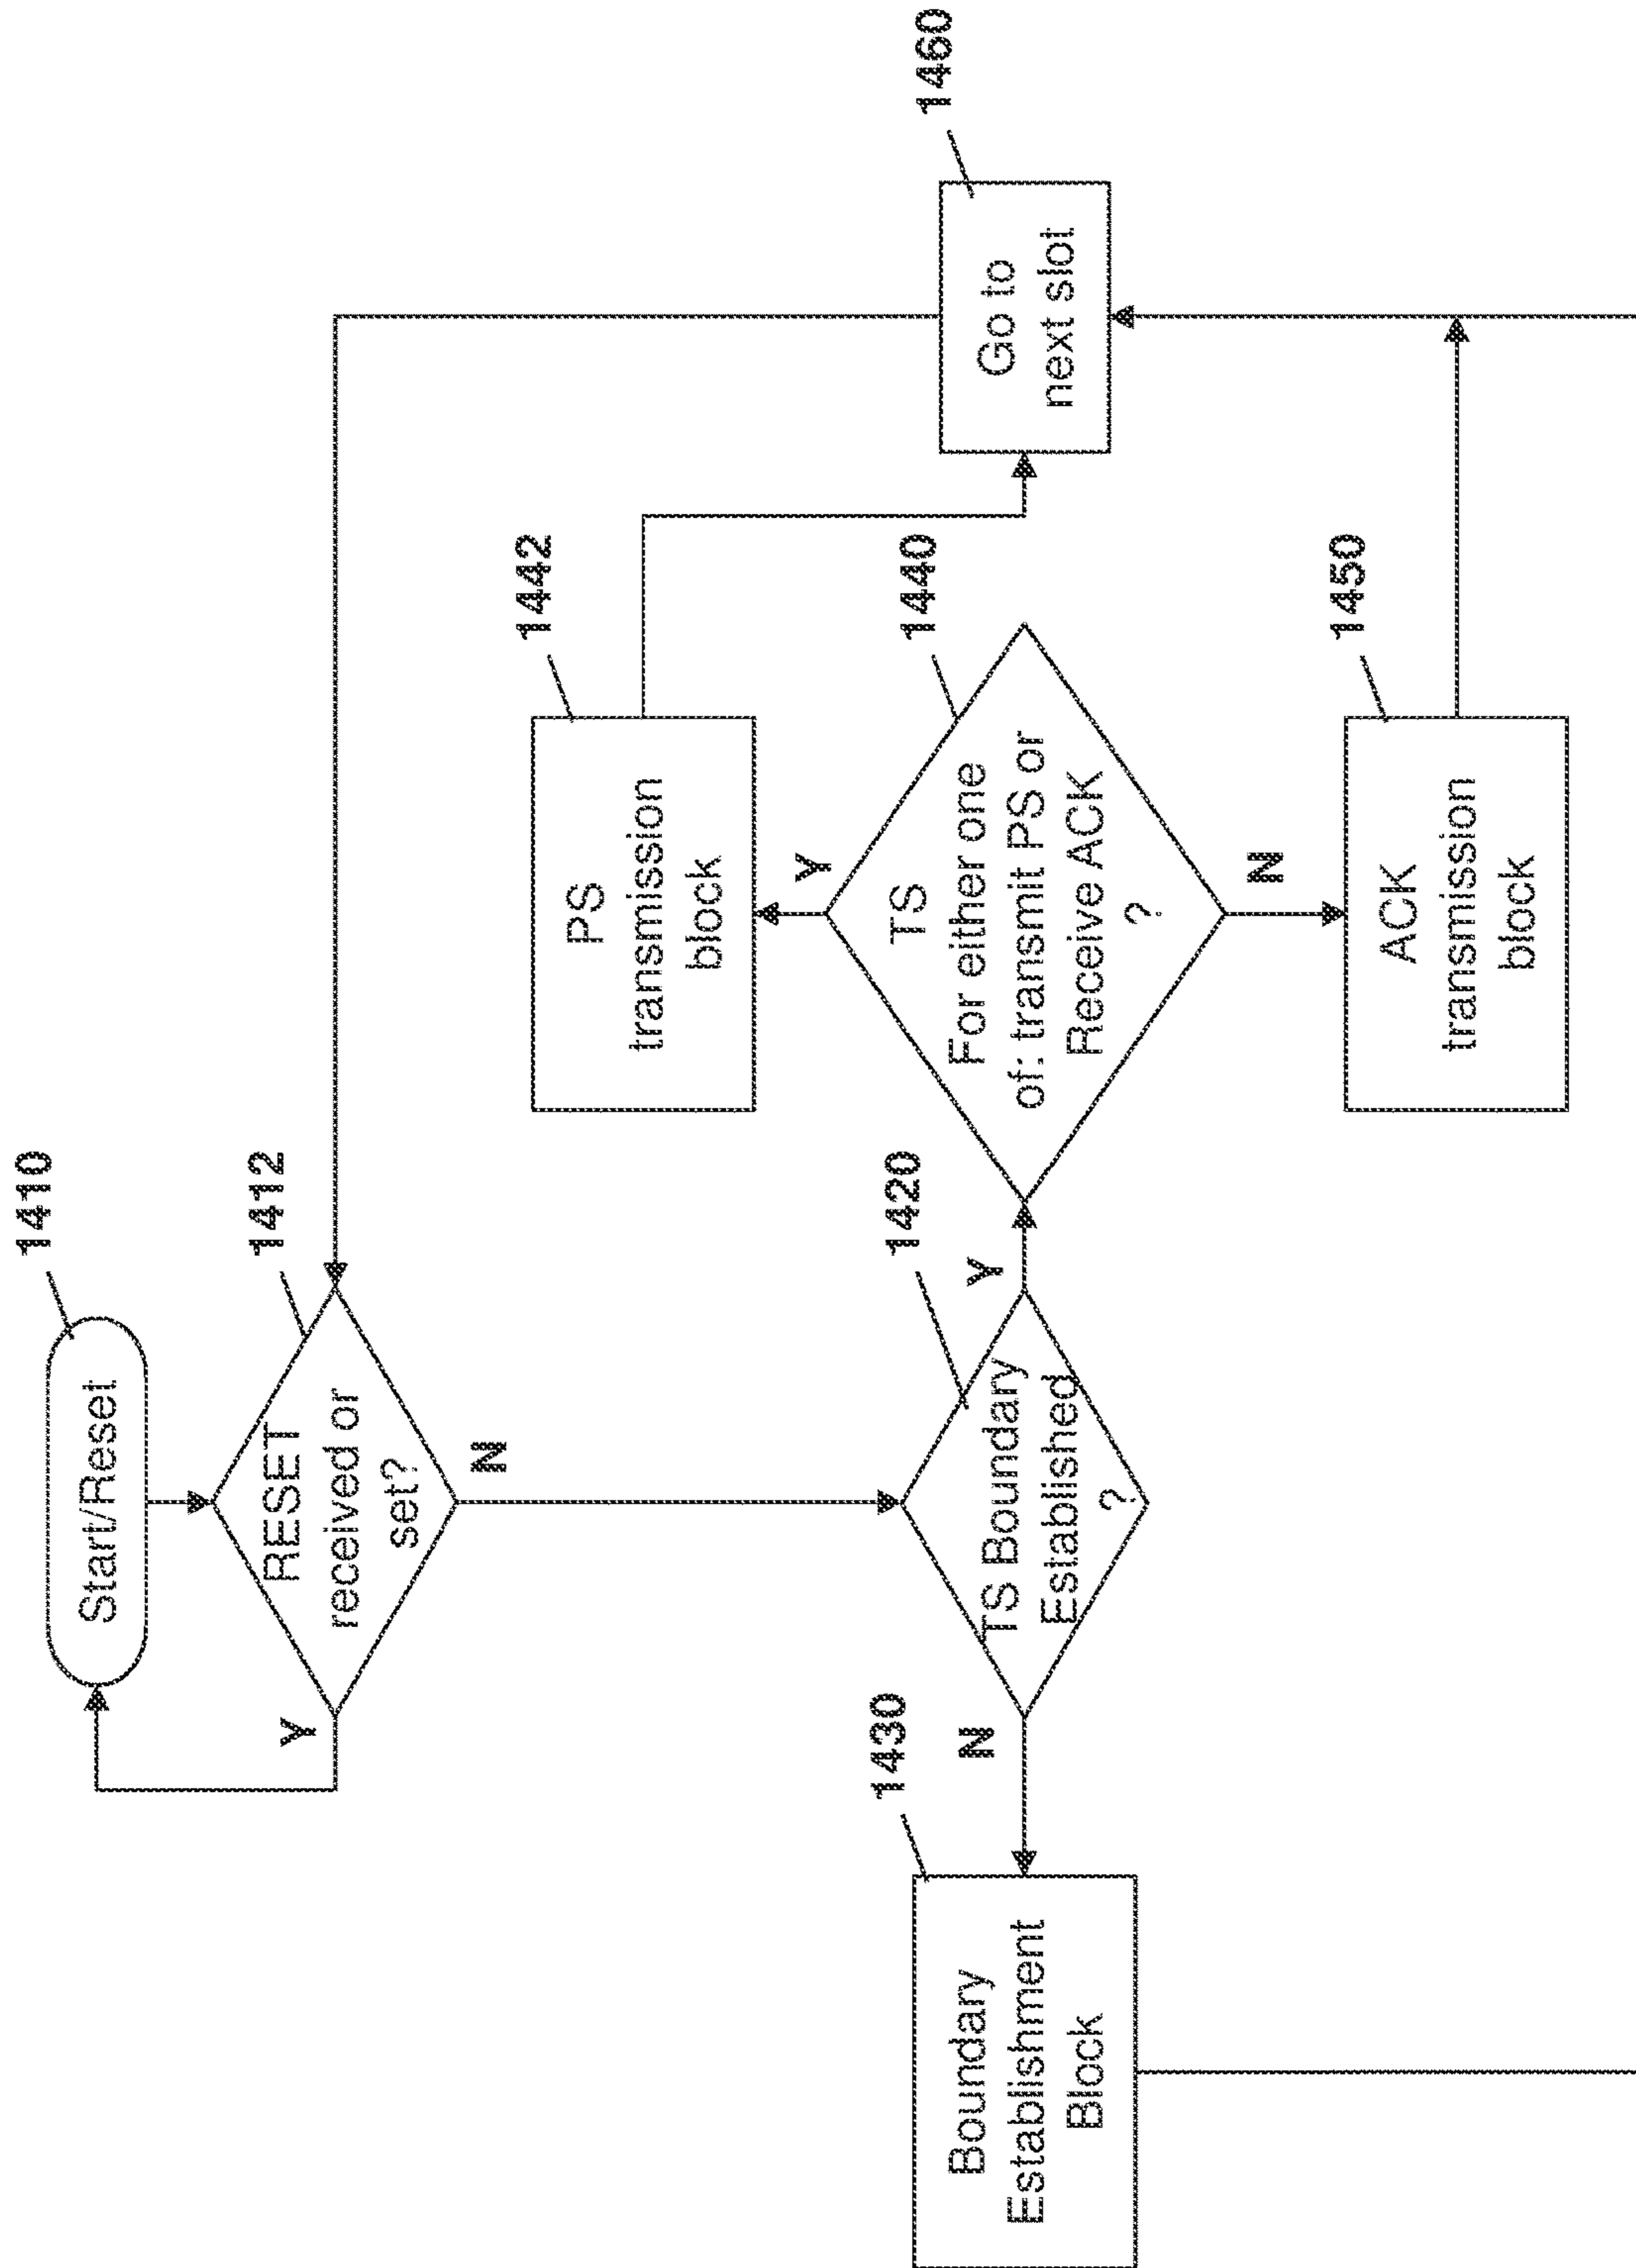 1410
Start/Reset
1412
RESET
received or
set?
Y
N
1420
TS Boundary
Established
?
N
Y
1430
Boundary
Establishment
Block
1440
TS
For either one
of: transmit PS or
Receive ACK
?
Y
N
1442
PS
transmission
block
1450
ACK
transmission
block
1460
Go to
next slot